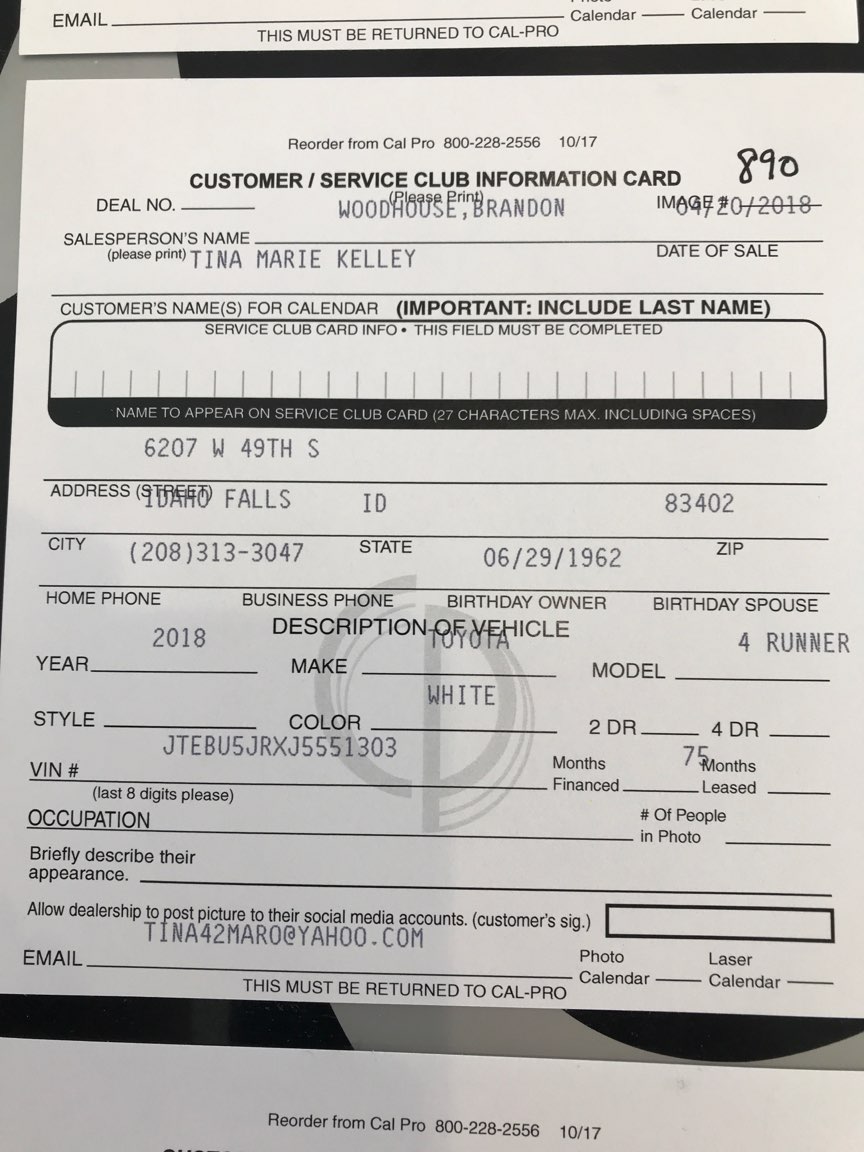 EMAIL
Calendar Calendar
THIS MUST BE RETURNED TO CAL-PRO
Reorder from Cal Pro 800-228-2556 10/17
890
CUSTOMER / SERVICE CLUB INFORMATION CARD
(Please Print)
DEAL NO. WOODHOUSE,BRANDON IMAGE # 04/20/2018
SALESPERSON'S NAME
(please print) TINA MARIE KELLEY DATE OF SALE
CUSTOMER'S NAME(S) FOR CALENDAR (IMPORTANT: INCLUDE LAST NAME)
SERVICE CLUB CARD INFO • THIS FIELD MUST BE COMPLETED
NAME TO APPEAR ON SERVICE CLUB CARD (27 CHARACTERS MAX. INCLUDING SPACES)
6207 W 49TH S
ADDRESS (STREET)
IDAHO FALLS ID 83402
CITY STATE ZIP
(208)313-3047 06/29/1962
HOME PHONE BUSINESS PHONE BIRTHDAY OWNER BIRTHDAY SPOUSE
DESCRIPTION OF VEHICLE
2018 TOYOTA 4 RUNNER
YEAR MAKE MODEL
WHITE
STYLE COLOR 2 DR 4 DR
JTEBU5JRXJ5551303 75
VIN # Months Financed Months Leased
(last 8 digits please)
OCCUPATION # Of People in Photo
Briefly describe their
appearance.
Allow dealership to post picture to their social media accounts. (customer's sig.)
TINA42MARO@YAHOO.COM
EMAIL Photo Calendar Laser Calendar
THIS MUST BE RETURNED TO CAL-PRO
Reorder from Cal Pro 800-228-2556 10/17